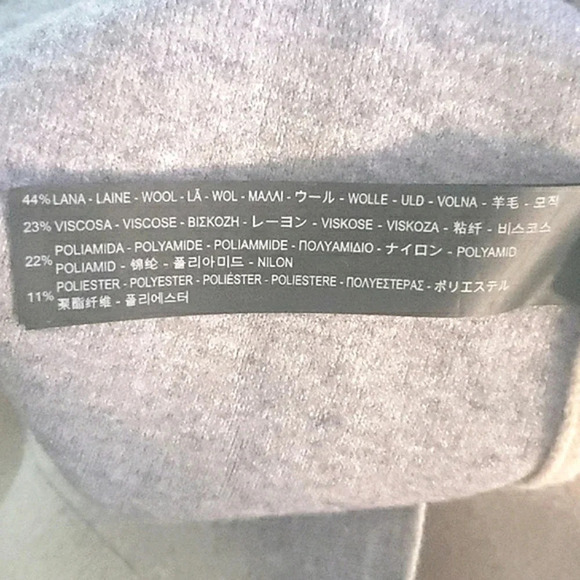 44% LANA - LAINE - WOOL - LÃ - WOL - ΜΑΛΛΙ - ウール - WOLLE - ULD - VOLNA - 羊毛 - 모직
23% VISCOSA - VISCOSE - ΒΙΣΚΟΖΗ - レーヨン - VISKOSE - VISKOZA - 粘纤 - 비스코스
22% POLIAMIDA - POLYAMIDE - POLIAMMIDE - ΠΟΛΥΑΜΙΔΙΟ - ナイロン - POLYAMID
POLIAMID - 锦纶 - 폴리아미드 - NILON
11% POLIESTER - POLYESTER - POLIÉSTER - POLIESTERE - ΠΟΛΥΕΣΤΕΡΑΣ - ポリエステル
聚酯纤维 - 폴리에스터